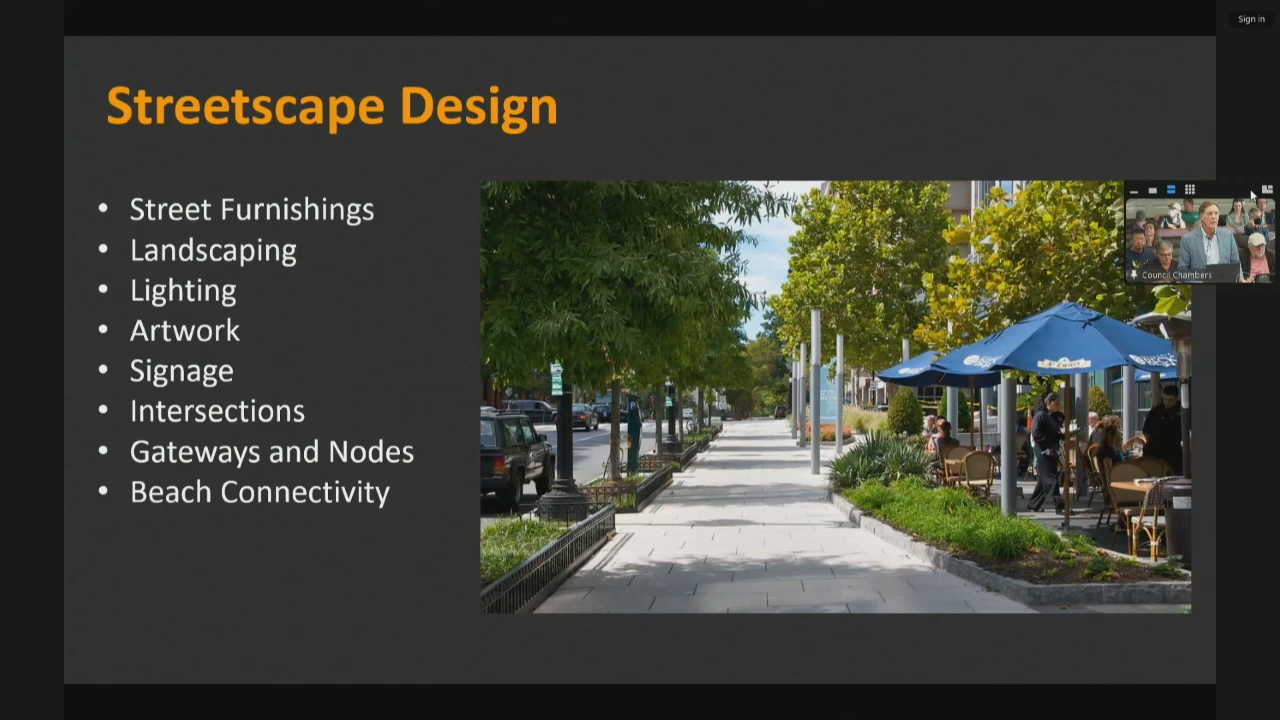 Sign in
Streetscape Design
• Street Furnishings
• Landscaping
• Lighting
• Artwork
• Signage
• Intersections
• Gateways and Nodes
• Beach Connectivity
Council Chambers